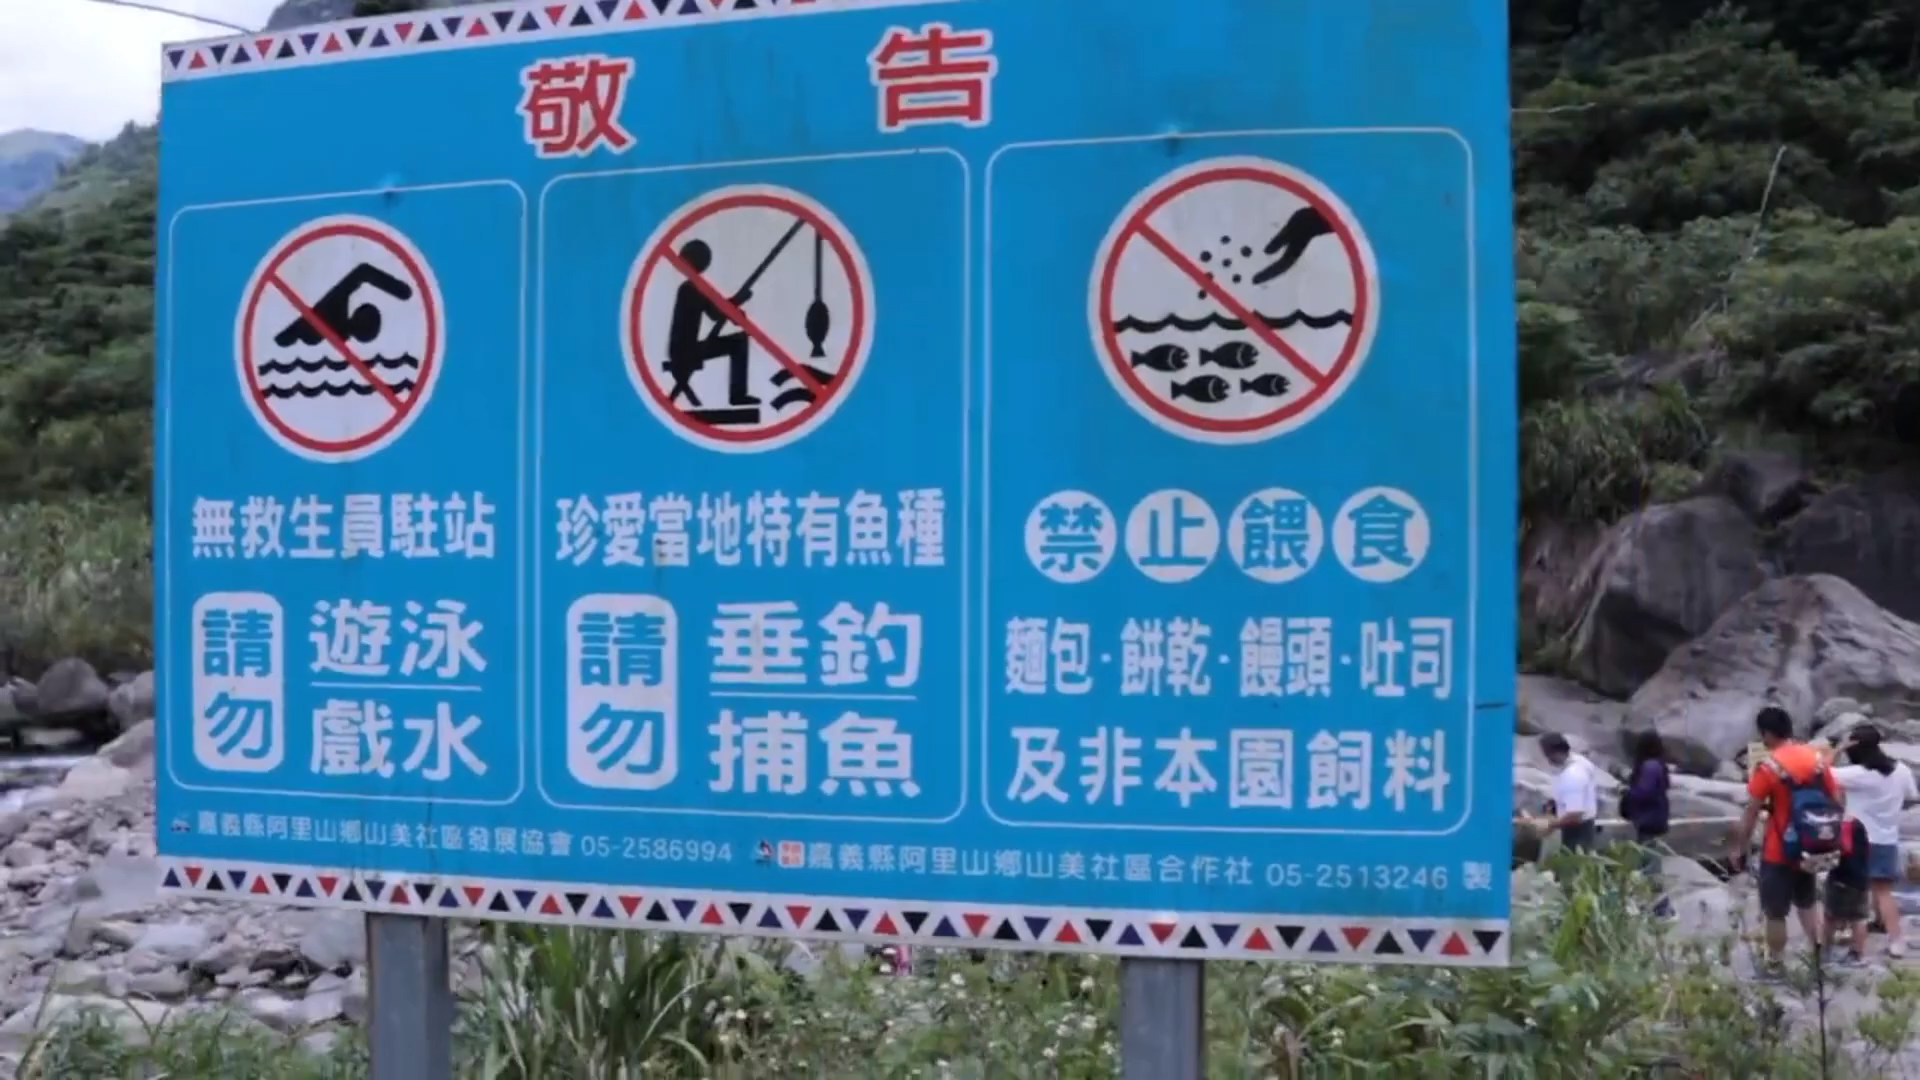 敬告
無救生員駐站
請勿
遊泳
戲水
珍愛當地特有魚種
請勿
垂釣
捕魚
禁止餵食
麵包·餅乾·饅頭·吐司
及非本園飼料
嘉義縣阿里山鄉山美社區發展協會 05-2586994
嘉義縣阿里山鄉山美社區合作社 05-2513246 製